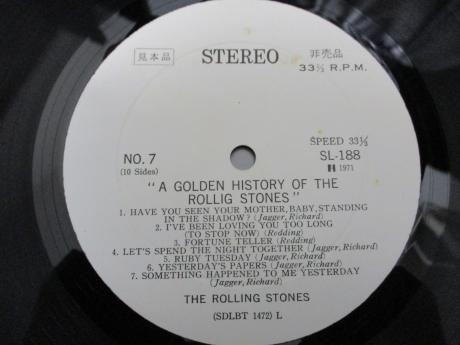 見本品 STEREO 非売品
33⅓ R.P.M.
SPEED 33⅓
NO. 7 SL-188
(10 Sides) Ⓗ 1971
"A GOLDEN HISTORY OF THE
ROLLIG STONES"
1. HAVE YOU SEEN YOUR MOTHER, BABY, STANDING
IN THE SHADOW? (Jagger, Richard)
2. I'VE BEEN LOVING YOU TOO LONG
(TO STOP NOW) (Redding)
3. FORTUNE TELLER (Redding)
4. LET'S SPEND THE NIGHT TOGETHER (Jagger, Richard)
5. RUBY TUESDAY (Jagger, Richard)
6. YESTERDAY'S PAPERS (Jagger, Richard)
7. SOMETHING HAPPENED TO ME YESTERDAY
(Jagger, Richard)
THE ROLLING STONES
(SDLBT 1472) L